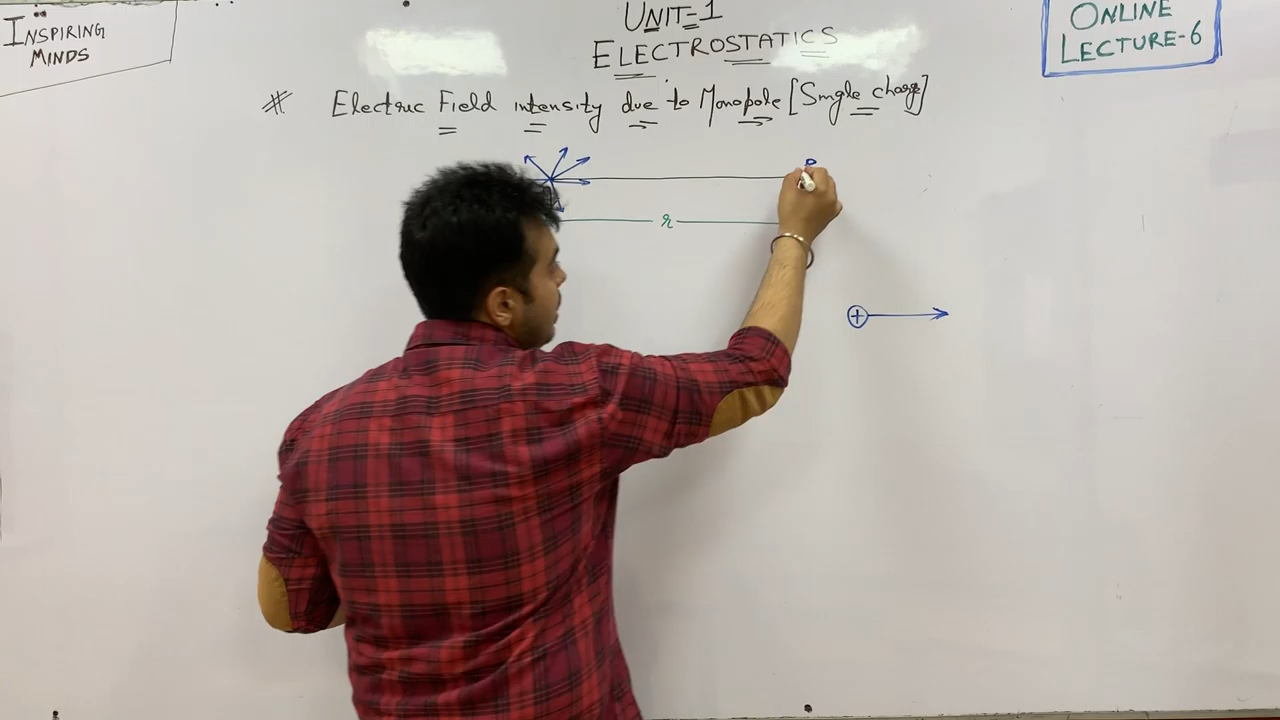 INSPIRING
MINDS
UNIT-1
ELECTROSTATICS
ONLINE
LECTURE-6
# Electric Field intensity due to Monopole [Single charge]
P
r
+